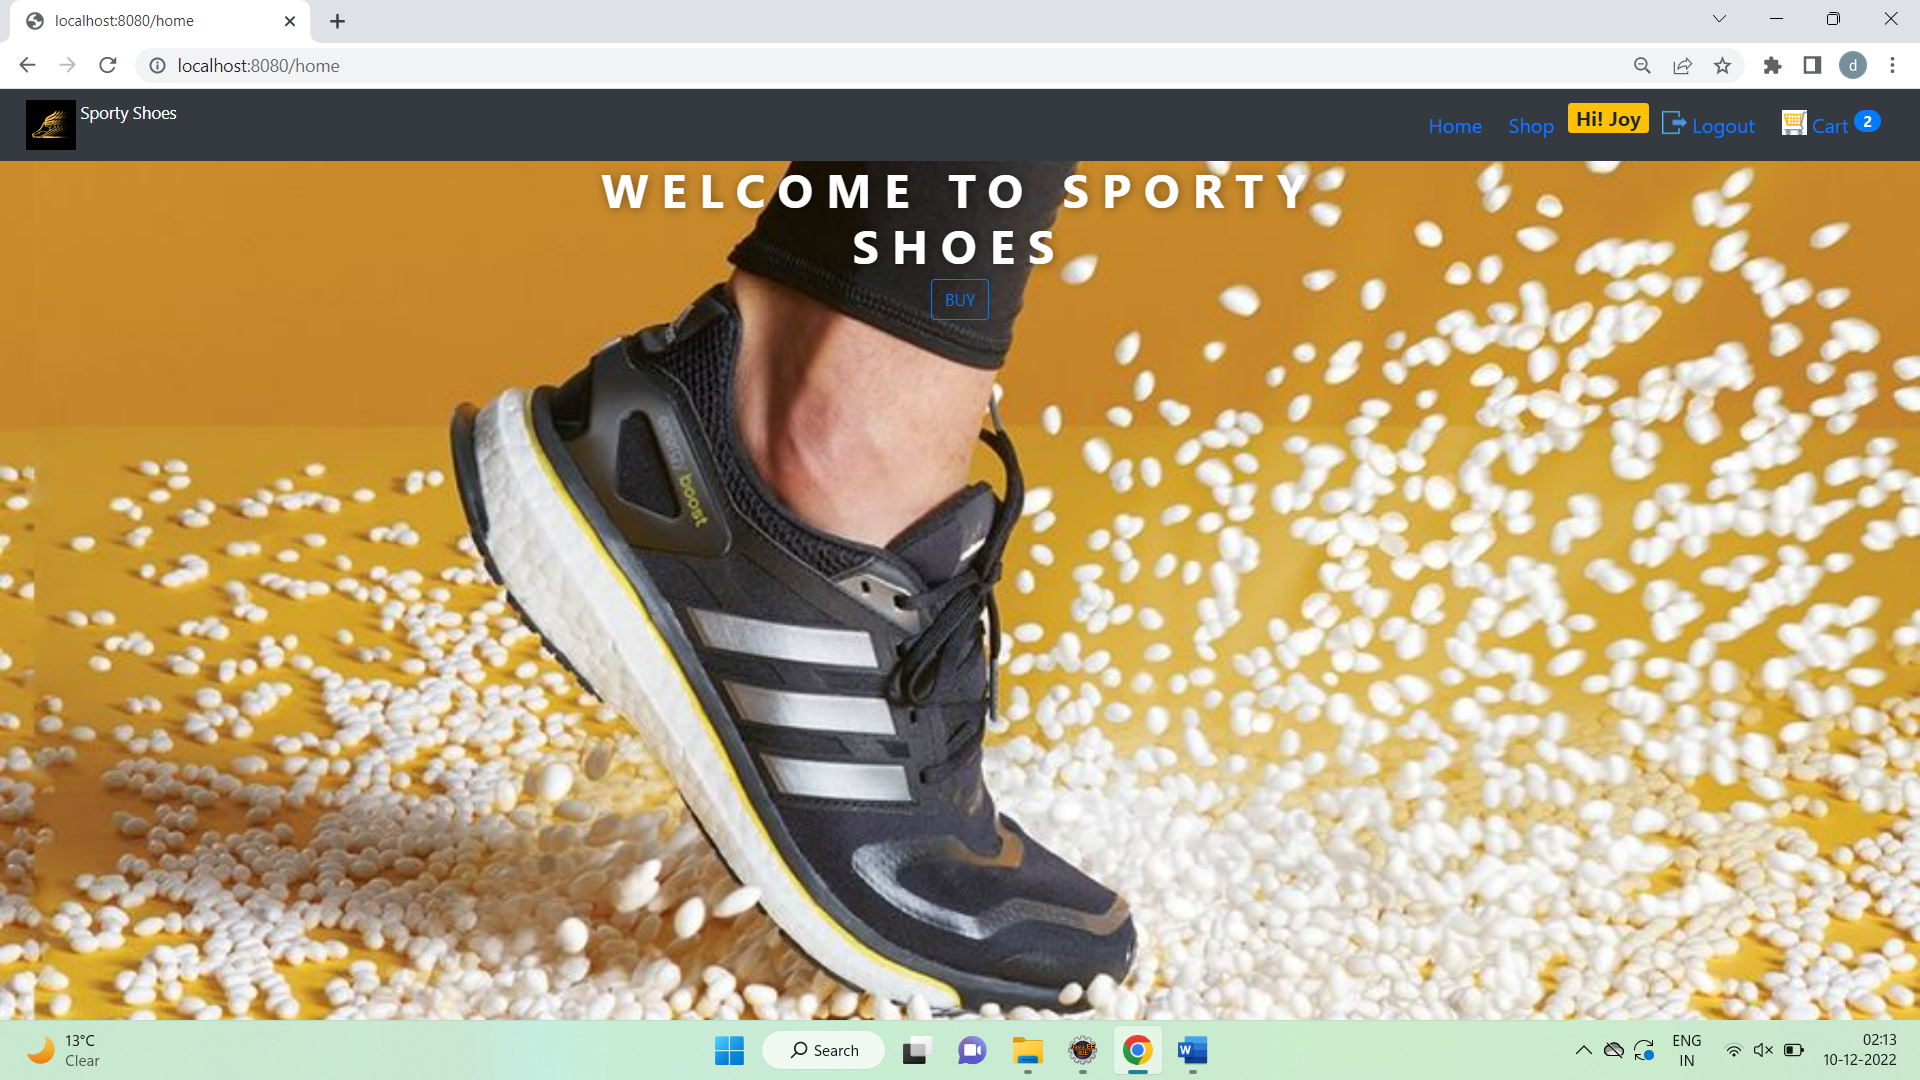 localhost:8080/home
localhost:8080/home
d
Sporty Shoes
Home Shop Hi! Joy Logout Cart 2
WELCOME TO SPORTY
SHOES
BUY
energy boost
13°C
Clear
Search
ENG
IN
02:13
10-12-2022